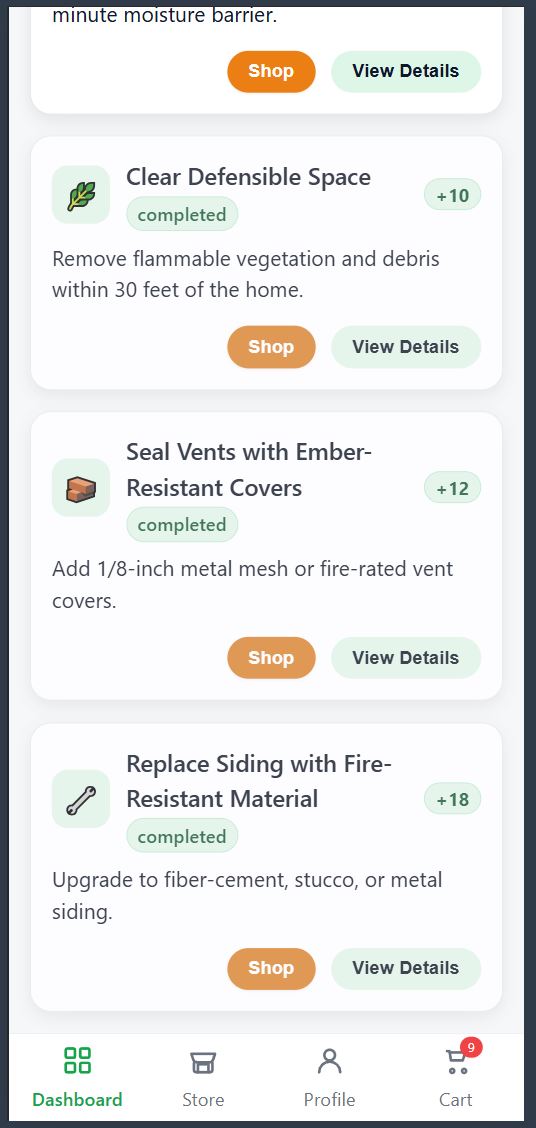 minute moisture barrier.
Shop
View Details
Clear Defensible Space
completed
+10
Remove flammable vegetation and debris
within 30 feet of the home.
Shop
View Details
Seal Vents with Ember-
Resistant Covers
completed
+12
Add 1/8-inch metal mesh or fire-rated vent
covers.
Shop
View Details
Replace Siding with Fire-
Resistant Material
completed
+18
Upgrade to fiber-cement, stucco, or metal
siding.
Shop
View Details
9
Dashboard
Store
Profile
Cart